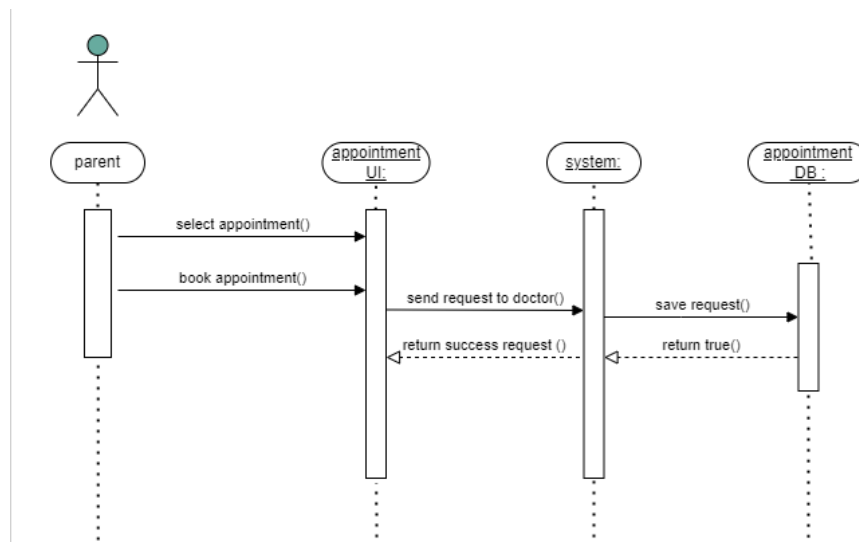 parent
appointment
UI:
system:
appointment
DB :
select appointment()
book appointment()
send request to doctor()
save request()
return success request ()
return true()